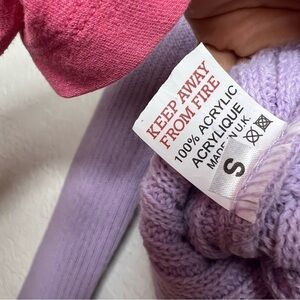 KEEP AWAY
FROM FIRE
100% ACRYLIC
ACRYLIQUE
MADE IN U.K.
S